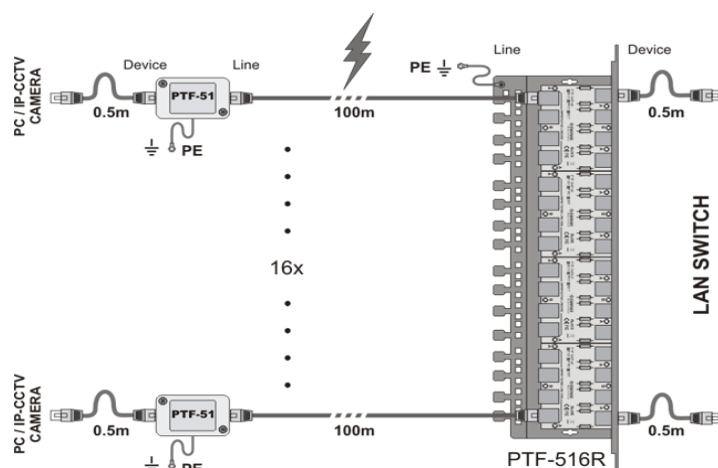 Device
Line
PTF-51
PC / IP-CCTV
CAMERA
0.5m
PE
100m
Line
Device
PE
0.5m
16x
LAN SWITCH
PC / IP-CCTV
CAMERA
0.5m
PTF-51
PE
100m
0.5m
PTF-516R